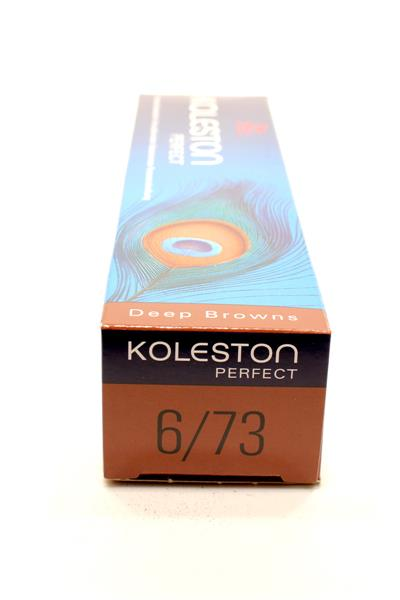 KOLESTON
PERFECT
Deep Browns
KOLESTON
PERFECT
6/73